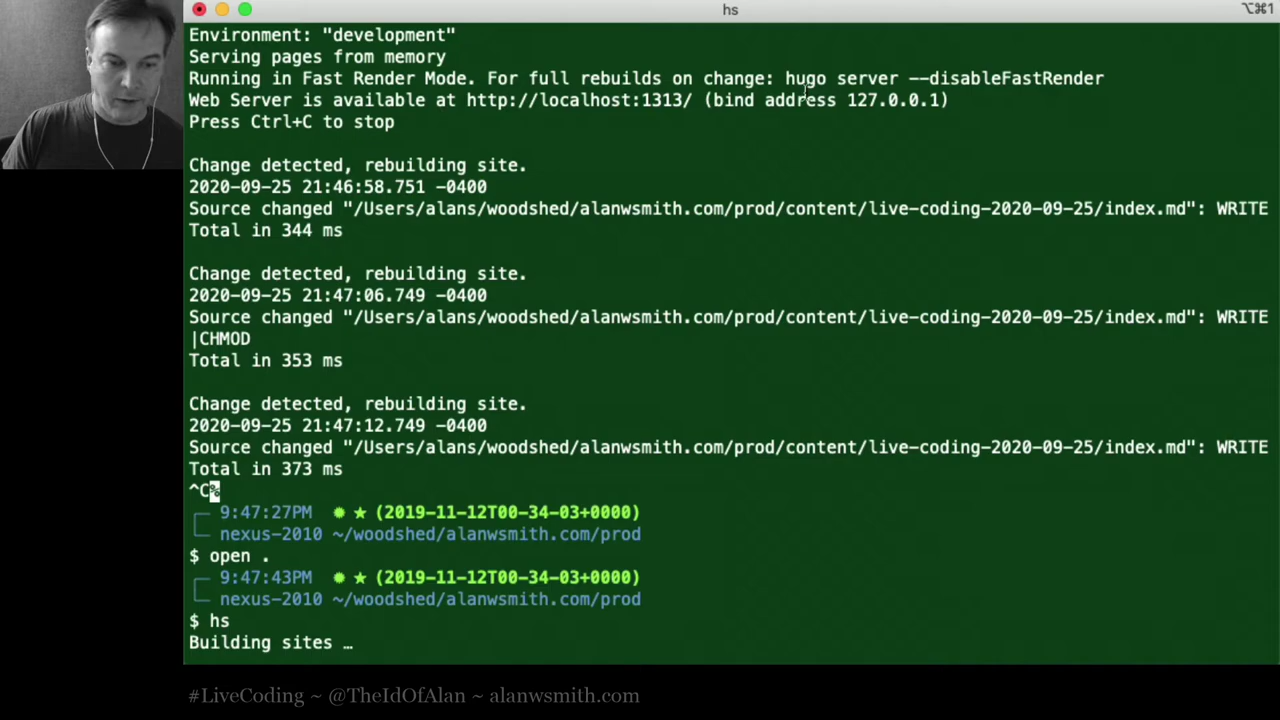 hs
⌥⌘1
Environment: "development"
Serving pages from memory
Running in Fast Render Mode. For full rebuilds on change: hugo server --disableFastRender
Web Server is available at http://localhost:1313/ (bind address 127.0.0.1)
Press Ctrl+C to stop
Change detected, rebuilding site.
2020-09-25 21:46:58.751 -0400
Source changed "/Users/alans/woodshed/alanwsmith.com/prod/content/live-coding-2020-09-25/index.md": WRITE
Total in 344 ms
Change detected, rebuilding site.
2020-09-25 21:47:06.749 -0400
Source changed "/Users/alans/woodshed/alanwsmith.com/prod/content/live-coding-2020-09-25/index.md": WRITE
|CHMOD
Total in 353 ms
Change detected, rebuilding site.
2020-09-25 21:47:12.749 -0400
Source changed "/Users/alans/woodshed/alanwsmith.com/prod/content/live-coding-2020-09-25/index.md": WRITE
Total in 373 ms
^C%
9:47:27PM ✹ ★ (2019-11-12T00-34-03+0000)
nexus-2010 ~/woodshed/alanwsmith.com/prod
$ open .
9:47:43PM ✹ ★ (2019-11-12T00-34-03+0000)
nexus-2010 ~/woodshed/alanwsmith.com/prod
$ hs
Building sites …
#LiveCoding ~ @TheIdOfAlan ~ alanwsmith.com